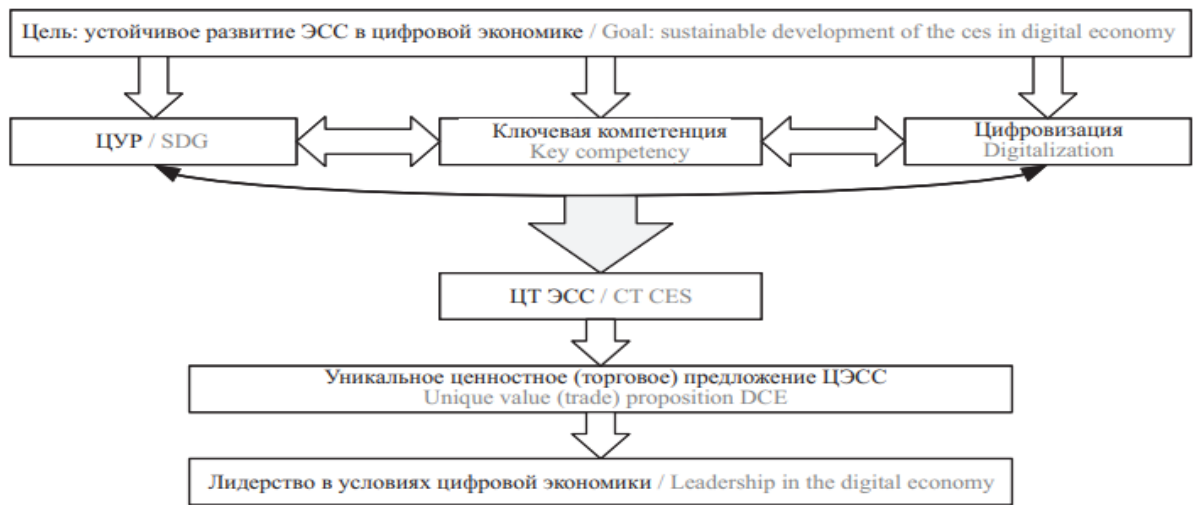 Цель: устойчивое развитие ЭСС в цифровой экономике / Goal: sustainable development of the ces in digital economy
ЦУР / SDG
Ключевая компетенция
Key competency
Цифровизация
Digitalization
ЦТ ЭСС / CT CES
Уникальное ценностное (торговое) предложение ЦЭСС
Unique value (trade) proposition DCE
Лидерство в условиях цифровой экономики / Leadership in the digital economy